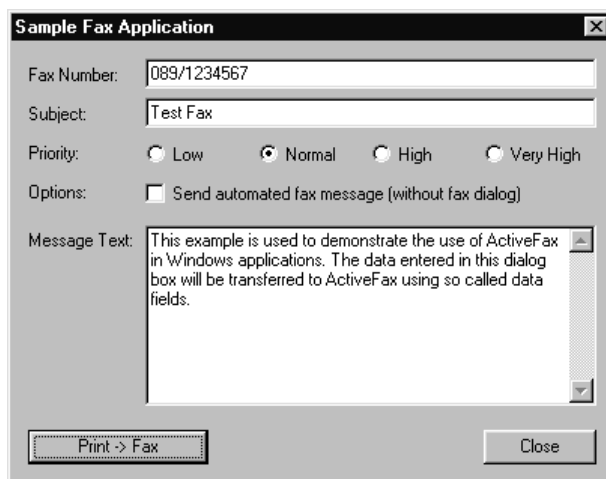 Sample Fax Application
Fax Number: 089/1234567
Subject: Test Fax
Priority: Low Normal High Very High
Options: Send automated fax message (without fax dialog)
Message Text: This example is used to demonstrate the use of ActiveFax
in Windows applications. The data entered in this dialog
box will be transferred to ActiveFax using so called data
fields.
Print -> Fax Close